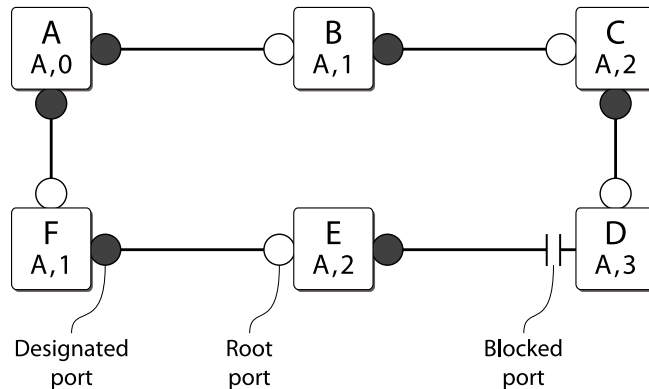 A
A,0
B
A,1
C
A,2
F
A,1
E
A,2
D
A,3
Designated
port
Root
port
Blocked
port